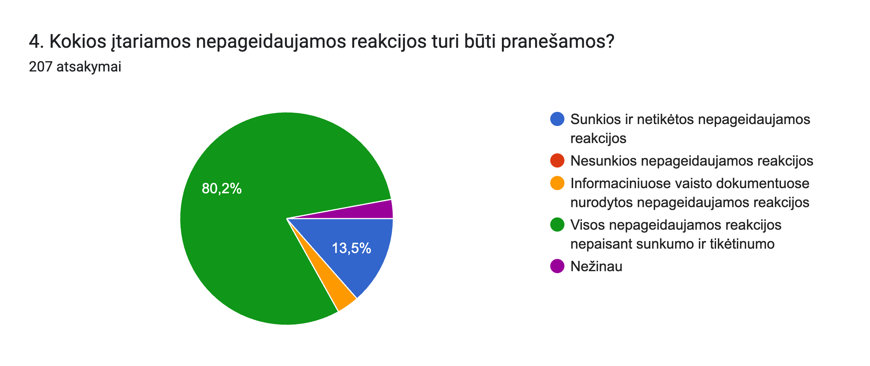 4. Kokios įtariamos nepageidaujamos reakcijos turi būti pranešamos?
207 atsakymai
80,2%
13,5%
Sunkios ir netikėtos nepageidaujamos
reakcijos
Nesunkios nepageidaujamos reakcijos
Informaciniuose vaisto dokumentuose
nurodytos nepageidaujamos reakcijos
Visos nepageidaujamos reakcijos
nepaisant sunkumo ir tikėtinumo
Nežinau